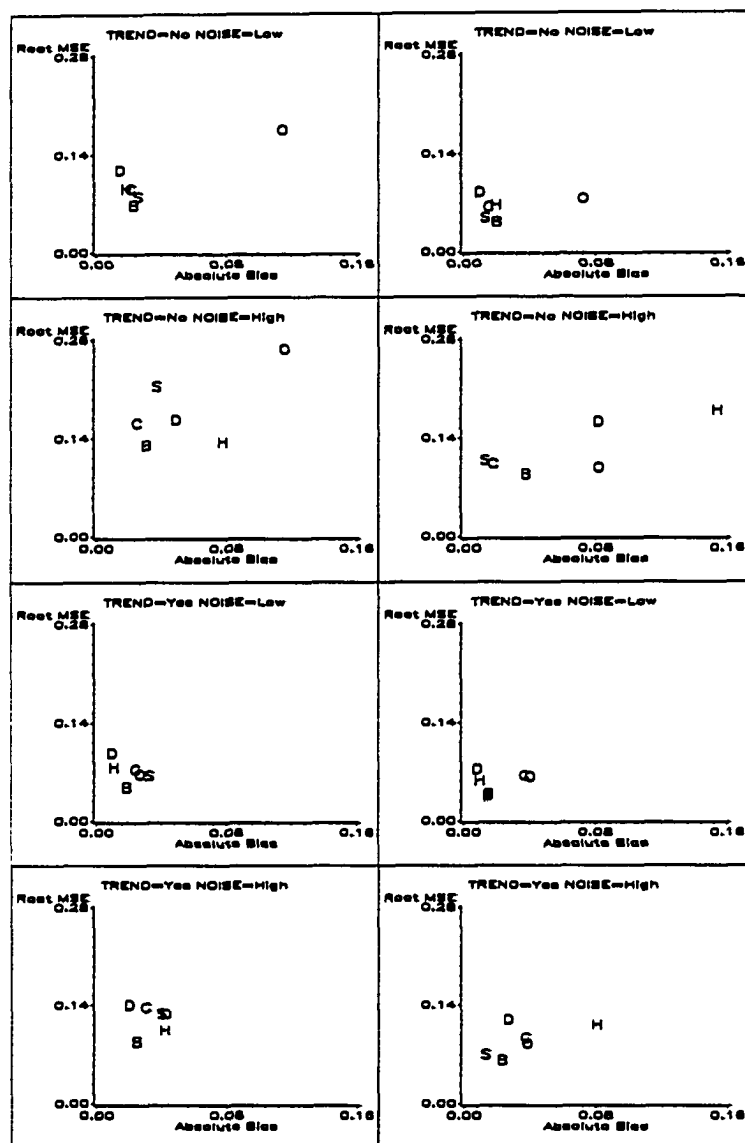 TREND=No NOISE=Low
Root MSE
0.28
O
0.14
D
H C
S
B
0.00
0.00 0.08 0.16
Absolute Bias
TREND=No NOISE=Low
Root MSE
0.28
0.14
D
O
C H
S B
0.00
0.00 0.08 0.16
Absolute Bias
TREND=No NOISE=High
Root MSE
0.28
O
S
C D
0.14
B H
0.00
0.00 0.08 0.16
Absolute Bias
TREND=No NOISE=High
Root MSE
0.28
H
D
0.14
S C O
B
0.00
0.00 0.08 0.16
Absolute Bias
TREND=Yes NOISE=Low
Root MSE
0.28
0.14
D
H C
O S
B
0.00
0.00 0.08 0.16
Absolute Bias
TREND=Yes NOISE=Low
Root MSE
0.28
0.14
D
H C O
0.00
0.00 0.08 0.16
Absolute Bias
TREND=Yes NOISE=High
Root MSE
0.28
0.14
D C S
H
B
0.00
0.00 0.08 0.16
Absolute Bias
TREND=Yes NOISE=High
Root MSE
0.28
0.14
D H
C
O
S B
0.00
0.00 0.08 0.16
Absolute Bias